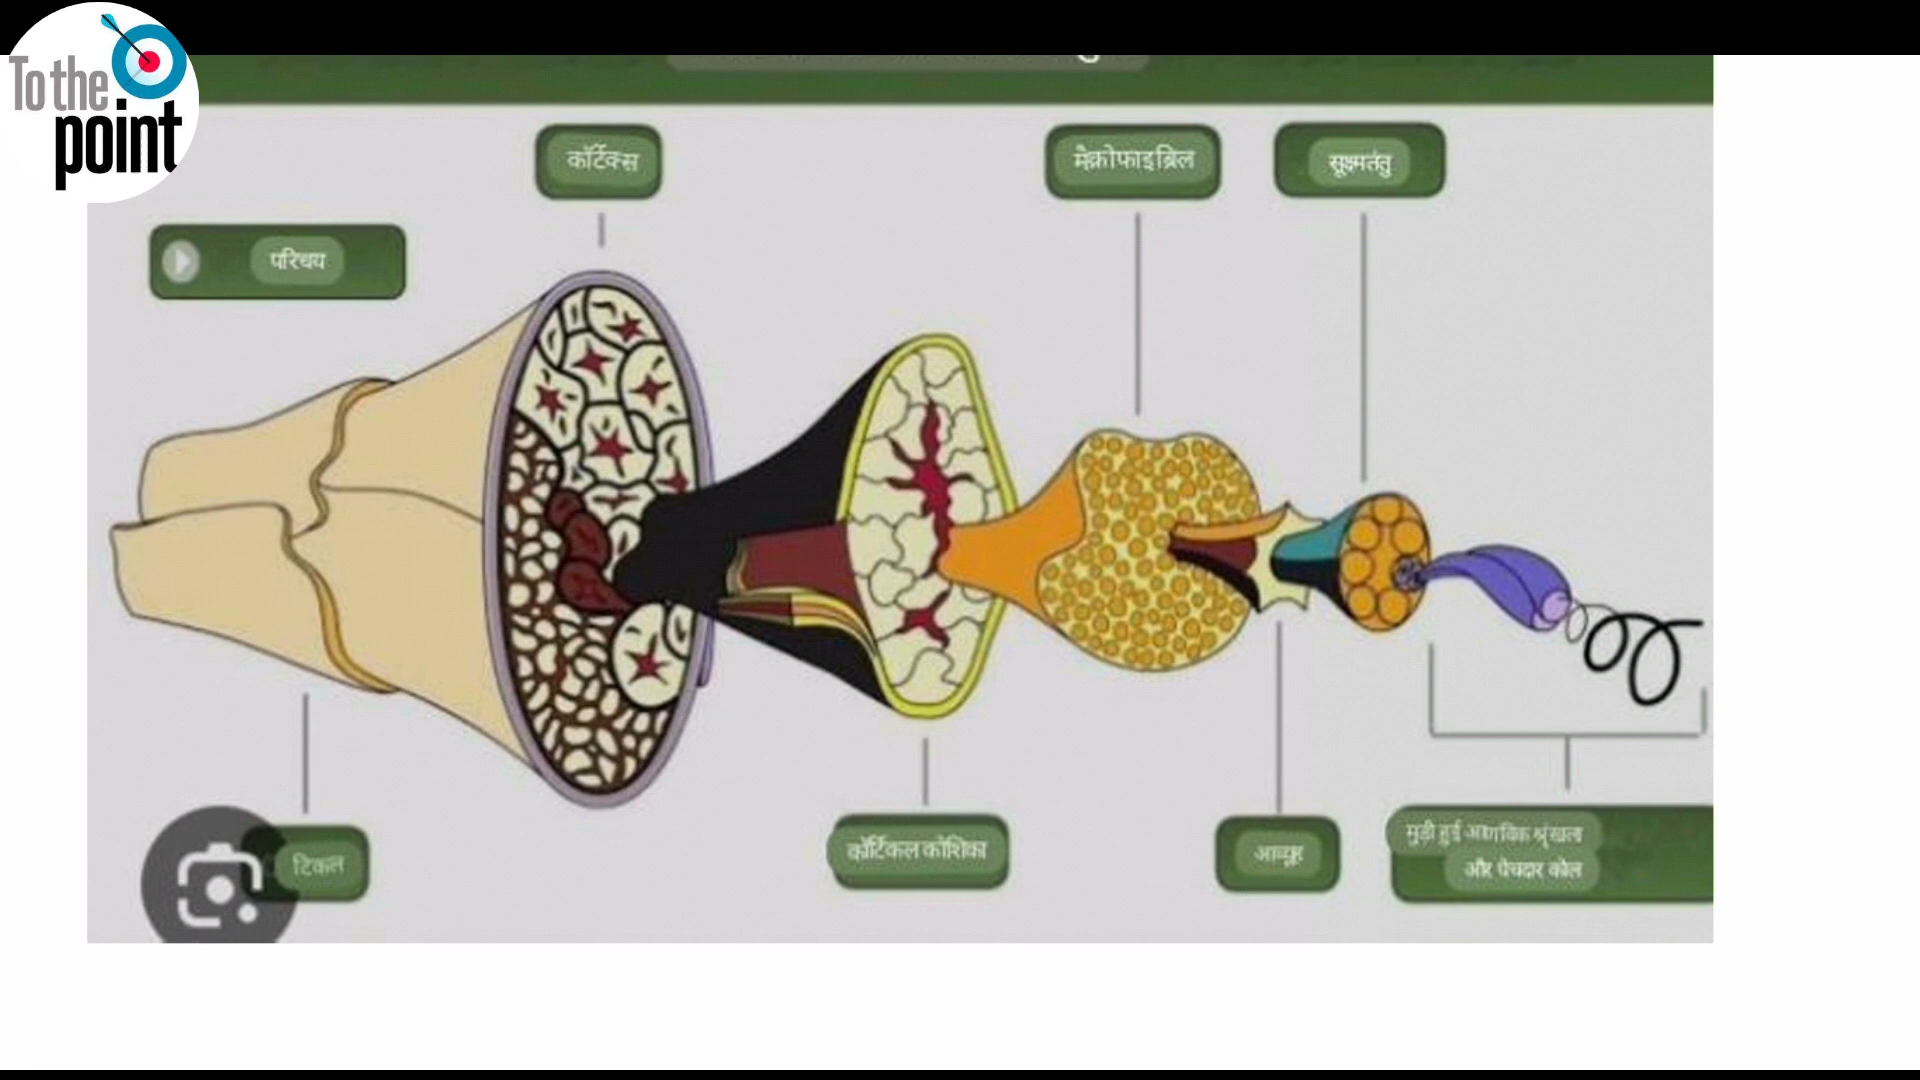 To the
point
कॉर्टेक्स
मैक्रोफाइब्रिल
सूक्ष्मतंतु
परिचय
टिकल
कॉर्टिकल कोशिका
आव्यूह
मुड़ी हुई आणविक श्रृंखला
और पेचदार कॉल